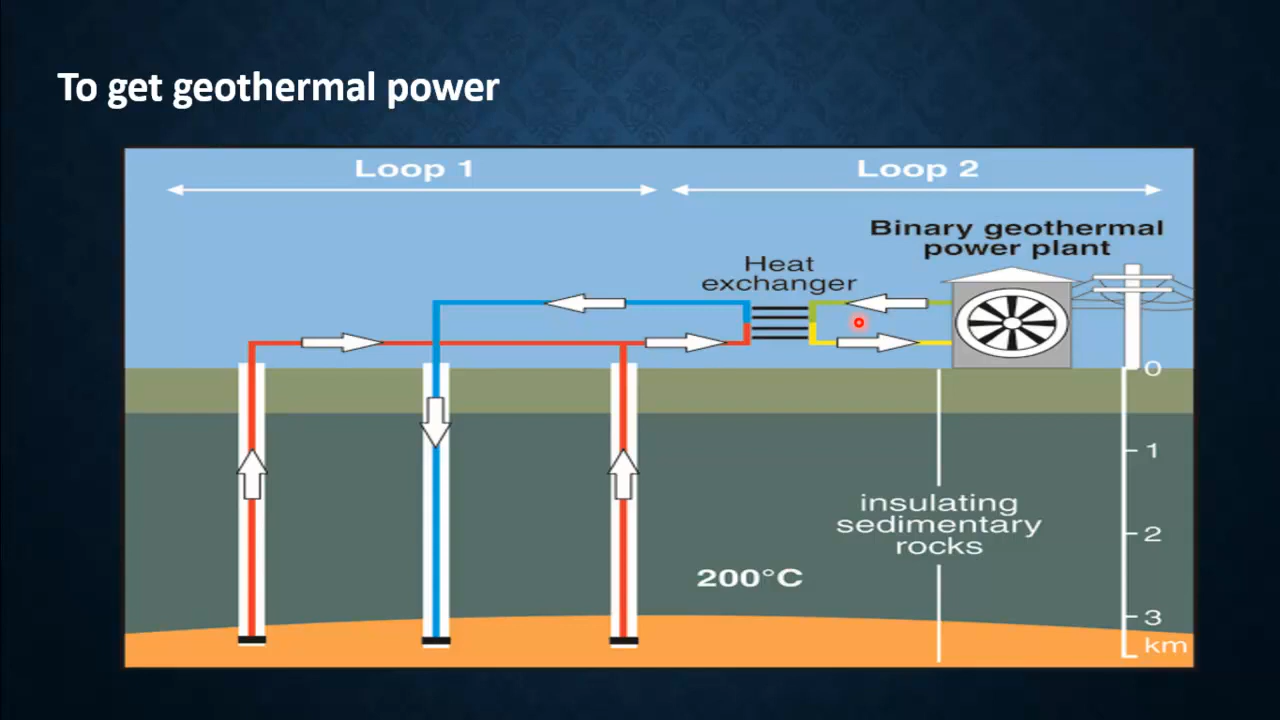 To get geothermal power
Loop 1
Loop 2
Binary geothermal
power plant
Heat
exchanger
0
1
insulating
sedimentary
rocks
2
200°C
3
km